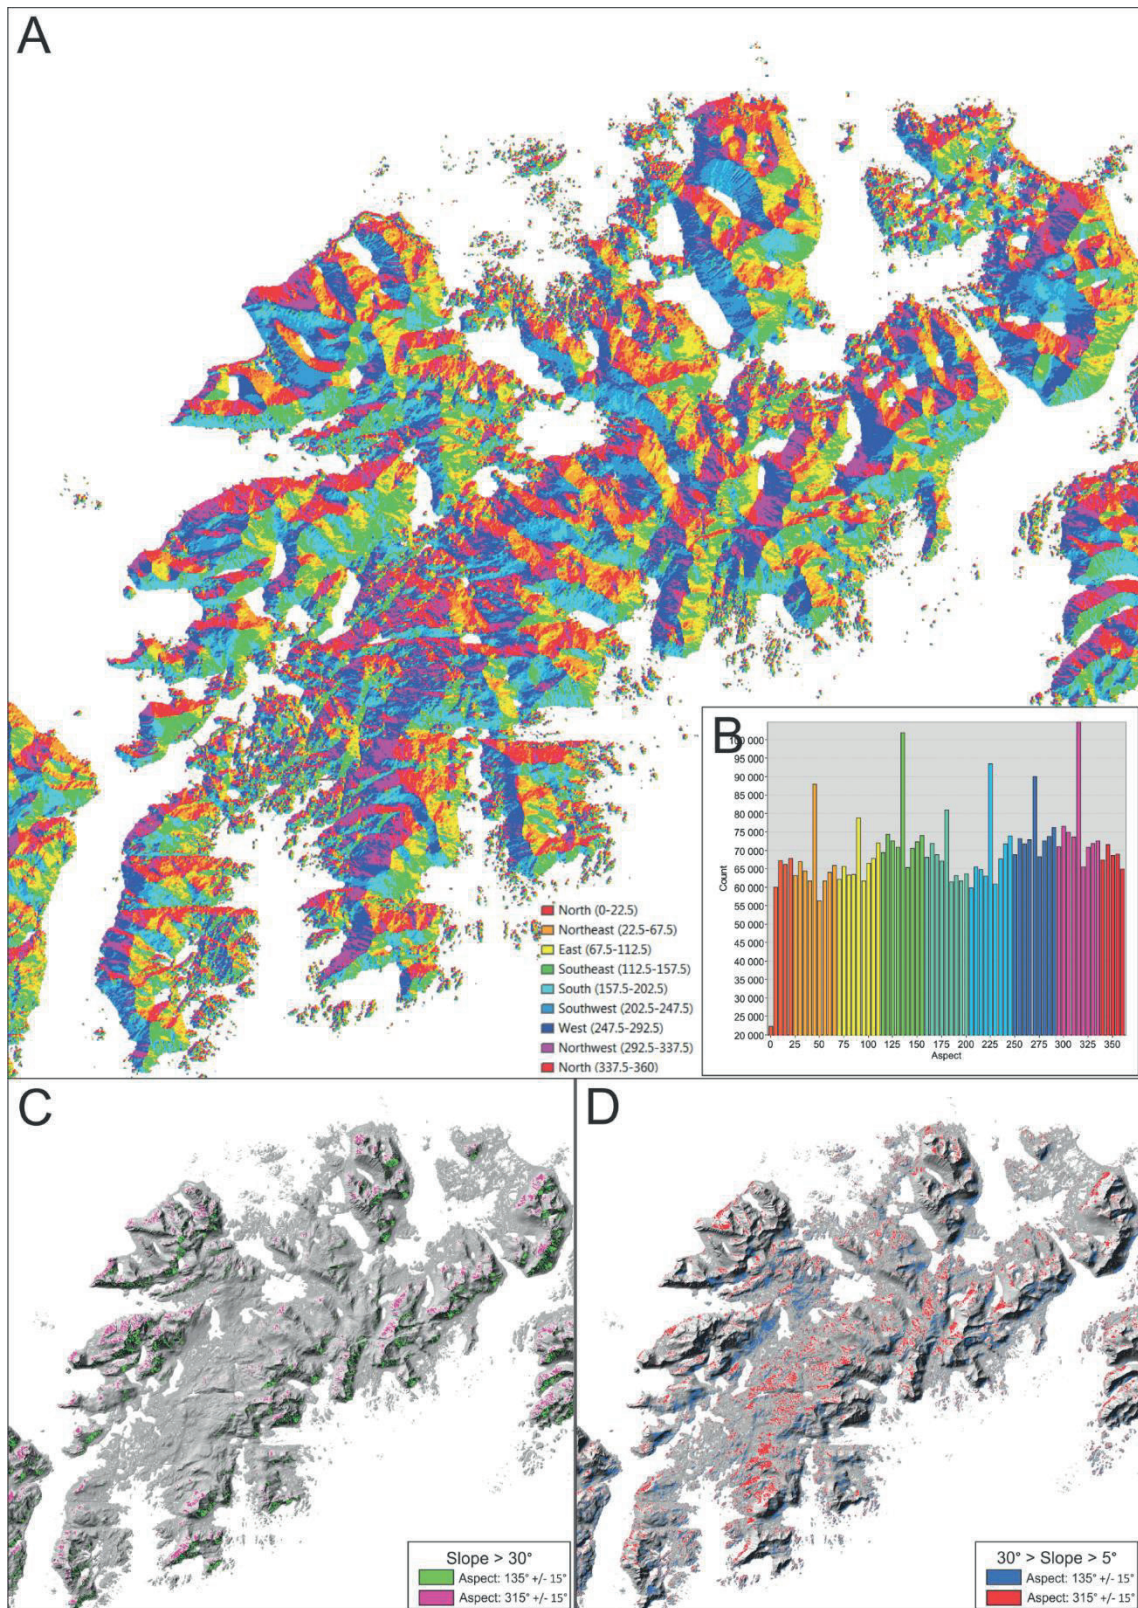 A
North (0-22.5)
Northeast (22.5-67.5)
East (67.5-112.5)
Southeast (112.5-157.5)
South (157.5-202.5)
Southwest (202.5-247.5)
West (247.5-292.5)
Northwest (292.5-337.5)
North (337.5-360)
B
100 000
95 000
90 000
85 000
80 000
75 000
70 000
65 000
60 000
55 000
50 000
45 000
40 000
35 000
30 000
25 000
20 000
Count
0 25 50 75 100 125 150 175 200 225 250 275 300 325 350
Aspect
C
Slope > 30°
Aspect: 135° +/- 15°
Aspect: 315° +/- 15°
D
30° > Slope > 5°
Aspect: 135° +/- 15°
Aspect: 315° +/- 15°